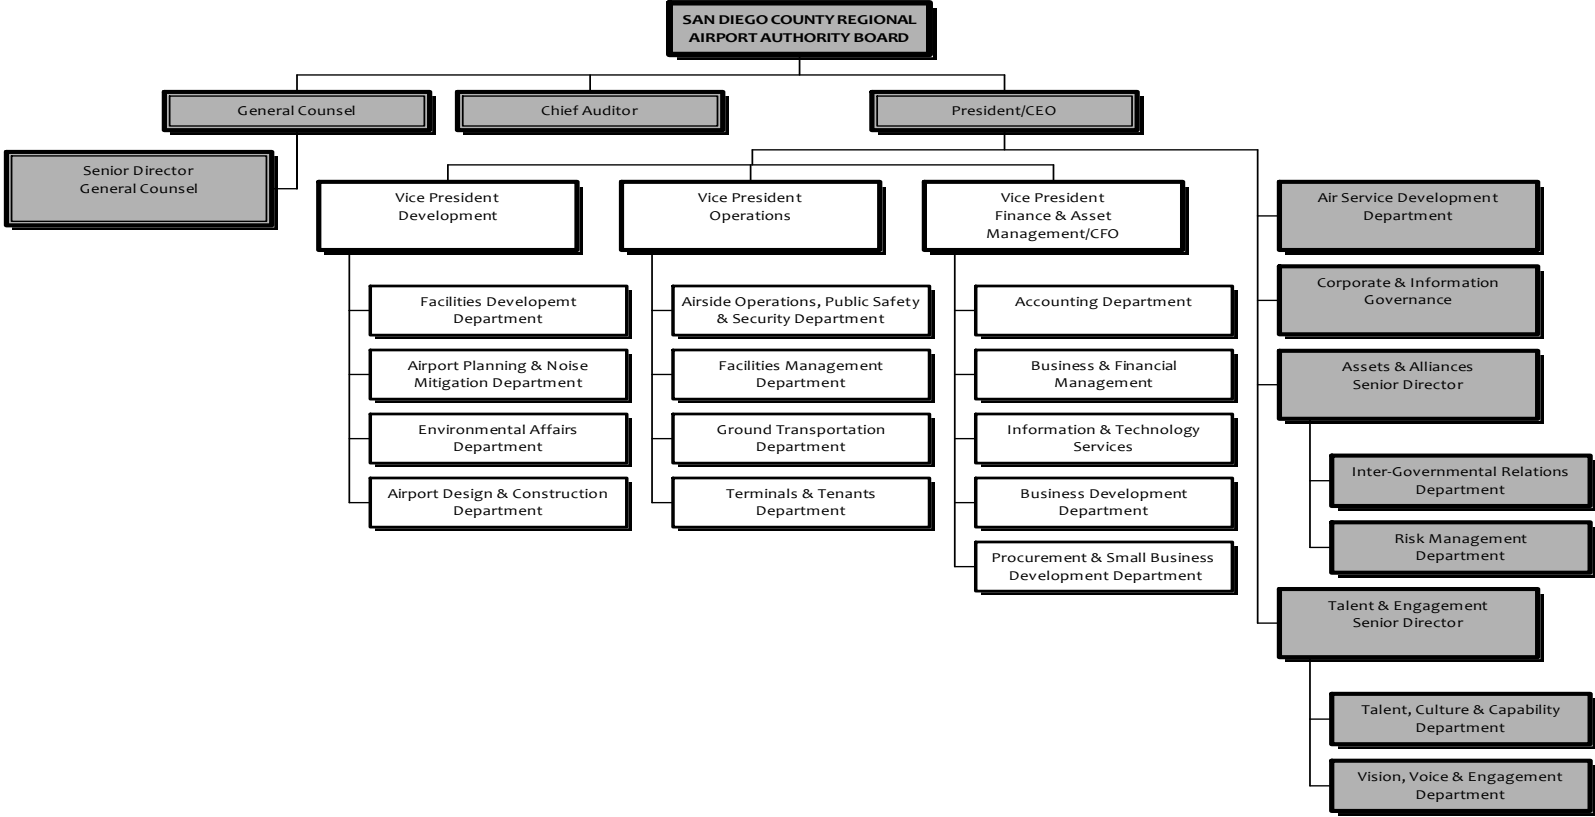 SAN DIEGO COUNTY REGIONAL
AIRPORT AUTHORITY BOARD
General Counsel
Chief Auditor
President/CEO
Senior Director
General Counsel
Vice President
Development
Vice President
Operations
Vice President
Finance & Asset
Management/CFO
Air Service Development
Department
Corporate & Information
Governance
Assets & Alliances
Senior Director
Inter-Governmental Relations
Department
Risk Management
Department
Talent & Engagement
Senior Director
Talent, Culture & Capability
Department
Vision, Voice & Engagement
Department
Facilities Developemt
Department
Airport Planning & Noise
Mitigation Department
Environmental Affairs
Department
Airport Design & Construction
Department
Airside Operations, Public Safety
& Security Department
Facilities Management
Department
Ground Transportation
Department
Terminals & Tenants
Department
Accounting Department
Business & Financial
Management
Information & Technology
Services
Business Development
Department
Procurement & Small Business
Development Department